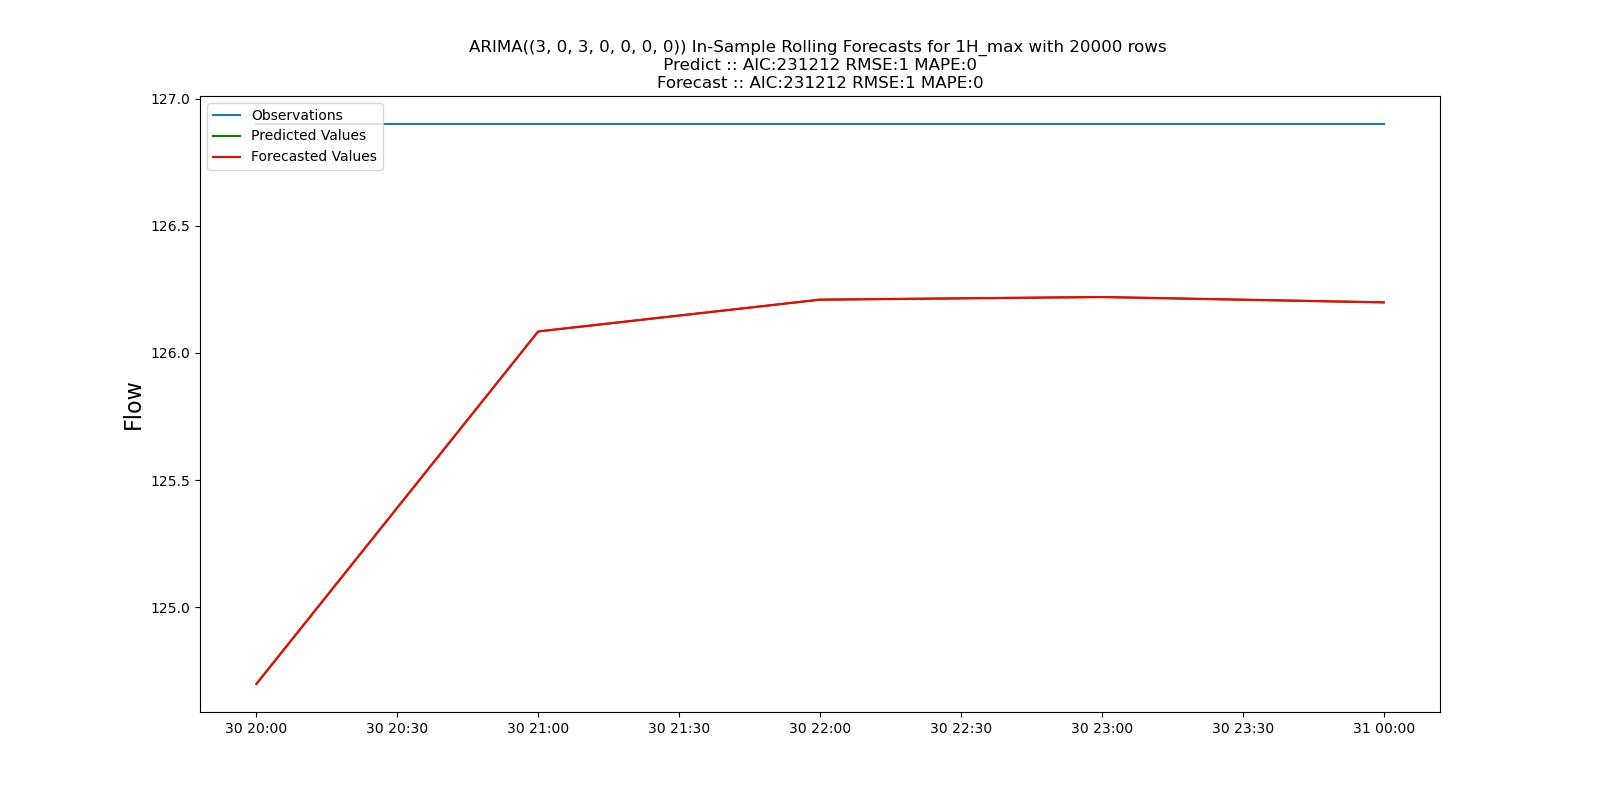 ARIMA((3, 0, 3, 0, 0, 0, 0)) In-Sample Rolling Forecasts for 1H_max with 20000 rows
Predict :: AIC:231212 RMSE:1 MAPE:0
Forecast :: AIC:231212 RMSE:1 MAPE:0
Observations
Predicted Values
Forecasted Values
127.0
126.5
126.0
125.5
125.0
Flow
30 20:00
30 20:30
30 21:00
30 21:30
30 22:00
30 22:30
30 23:00
30 23:30
31 00:00